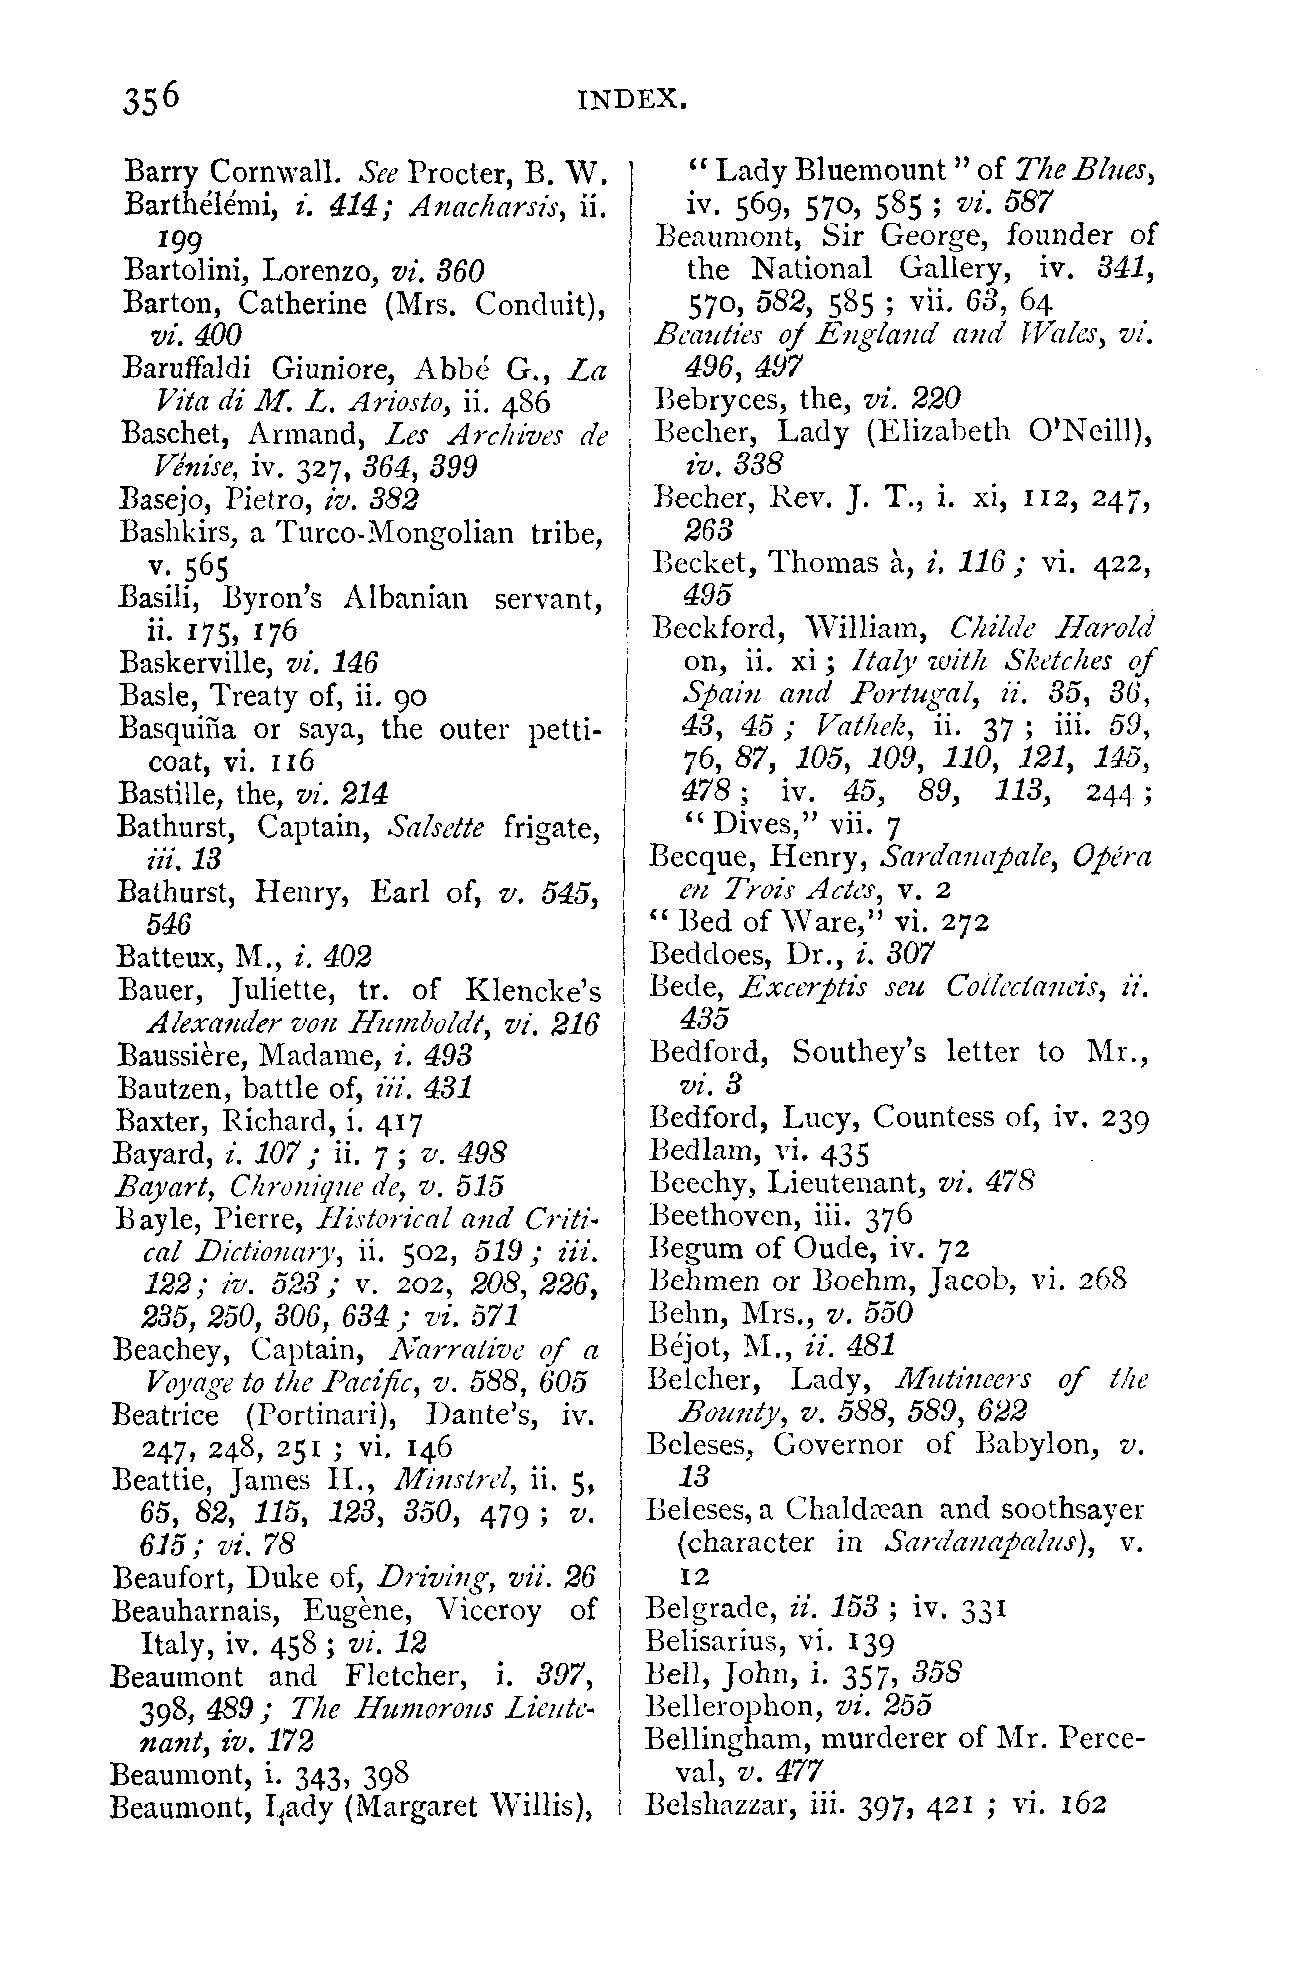 356
INDEX.
Barry Cornwall. See Procter, B. W.
Barthélémi, i. 414; Anacharsis, ii.
199
Bartolini, Lorenzo, vi. 360
Barton, Catherine (Mrs. Conduit),
vi. 400
Baruffaldi Giuniore, Abbé G., La
Vita di M. L. Ariosto, ii. 486
Baschet, Armand, Les Archives de
Vénise, iv. 327, 364, 399
Basejo, Pietro, iv. 382
Bashkirs, a Turco-Mongolian tribe,
v. 565
Basili, Byron's Albanian servant,
ii. 175, 176
Baskerville, vi. 146
Basle, Treaty of, ii. 90
Basquiña or saya, the outer petti-
coat, vi. 116
Bastille, the, vi. 214
Bathurst, Captain, Salsette frigate,
iii. 13
Bathurst, Henry, Earl of, v. 545,
546
Batteux, M., i. 402
Bauer, Juliette, tr. of Klencke's
Alexander von Humboldt, vi. 216
Baussière, Madame, i. 493
Bautzen, battle of, iii. 431
Baxter, Richard, i. 417
Bayard, i. 107; ii. 7; v. 498
Bayart, Chronique de, v. 515
Bayle, Pierre, Historical and Criti-
cal Dictionary, ii. 502, 519; iii.
122; iv. 523; v. 202, 208, 226,
235, 250, 306, 634; vi. 571
Beachey, Captain, Narrative of a
Voyage to the Pacific, v. 588, 605
Beatrice (Portinari), Dante's, iv.
247, 248, 251; vi. 146
Beattie, James H., Minstrel, ii. 5,
65, 82, 115, 123, 350, 479; v.
615; vi. 78
Beaufort, Duke of, Driving, vii. 26
Beauharnais, Eugène, Viceroy of
Italy, iv. 458; vi. 12
Beaumont and Fletcher, i. 397,
398, 489; The Humorous Lieute-
nant, iv. 172
Beaumont, i. 343, 398
Beaumont, Lady (Margaret Willis),
"Lady Bluemount" of The Blues,
iv. 569, 570, 585; vi. 587
Beaumont, Sir George, founder of
the National Gallery, iv. 341,
570, 582, 585; vii. 63, 64
Beauties of England and Wales, vi.
496, 497
Bebryces, the, vi. 220
Becher, Lady (Elizabeth O'Neill),
iv. 338
Becher, Rev. J. T., i. xi, 112, 247,
263
Becket, Thomas à, i. 116; vi. 422,
495
Beckford, William, Childe Harold
on, ii. xi; Italy with Sketches of
Spain and Portugal, ii. 35, 36,
43, 45; Vathek, ii. 37; iii. 59,
76, 87, 105, 109, 110, 121, 145,
478; iv. 45, 89, 113, 244;
"Dives," vii. 7
Becque, Henry, Sardanapale, Opéra
en Trois Actes, v. 2
"Bed of Ware," vi. 272
Beddoes, Dr., i. 307
Bede, Excerptis seu Collectaneis, ii.
435
Bedford, Southey's letter to Mr.,
vi. 3
Bedford, Lucy, Countess of, iv. 239
Bedlam, vi. 435
Beechy, Lieutenant, vi. 478
Beethoven, iii. 376
Begum of Oude, iv. 72
Behmen or Boehm, Jacob, vi. 268
Behn, Mrs., v. 550
Béjot, M., ii. 481
Belcher, Lady, Mutineers of the
Bounty, v. 588, 589, 622
Beleses, Governor of Babylon, v.
13
Beleses, a Chaldæan and soothsayer
(character in Sardanapalus), v.
12
Belgrade, ii. 153; iv. 331
Belisarius, vi. 139
Bell, John, i. 357, 358
Bellerophon, vi. 255
Bellingham, murderer of Mr. Perce-
val, v. 477
Belshazzar, iii. 397, 421; vi. 162